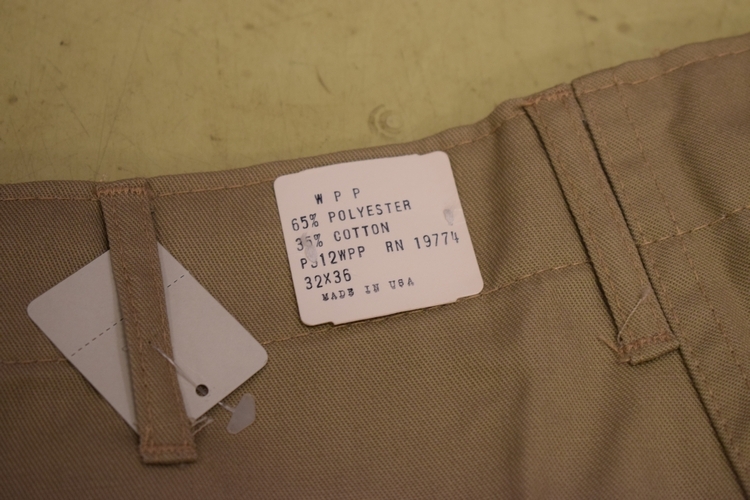 W P P
65% POLYESTER
35% COTTON
RN 19774
32X36
MADE IN USA